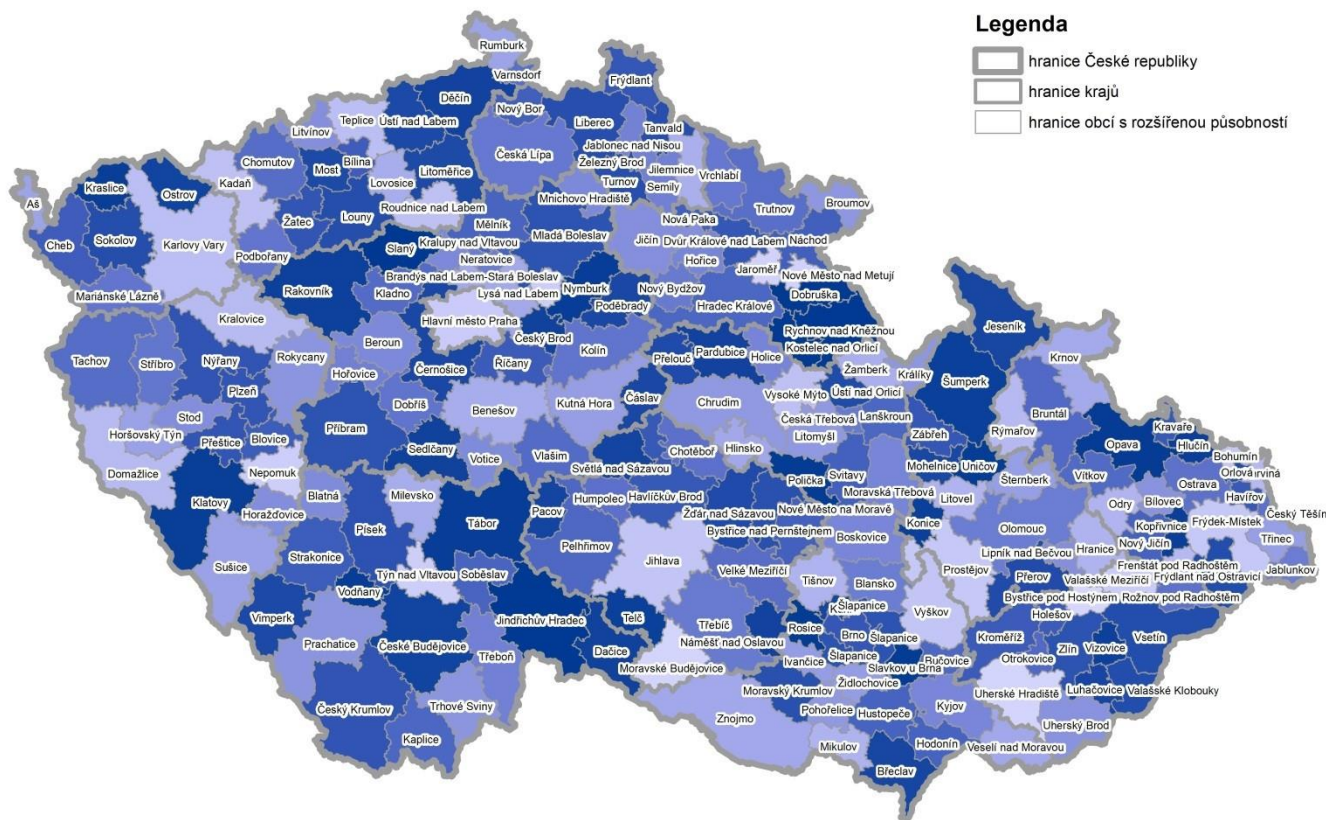 Legenda
hranice České republiky
hranice krajů
hranice obcí s rozšířenou působností
Rumburk
Varnsdorf
Frýdlant
Děčín
Nový Bor
Teplice
Ústí nad Labem
Liberec
Tanvald
Litvínov
Jablonec nad Nisou
Česká Lípa
Chomutov
Bílina
Most
Litoměřice
Železný Brod
Jilemnice
Vrchlabí
Kadaň
Lovosice
Turnov
Semily
Kraslice
Ostrov
Mnichovo Hradiště
Trutnov
Broumov
Aš
Roudnice nad Labem
Louny
Žatec
Nová Paka
Mělník
Mladá Boleslav
Jičín
Dvůr Králové nad Labem
Náchod
Cheb
Sokolov
Karlovy Vary
Slaný
Kralupy nad Vltavou
Podbořany
Neratovice
Hořice
Jaroměř
Nové Město nad Metují
Brandýs nad Labem-Stará Boleslav
Mariánské Lázně
Rakovník
Kladno
Lysá nad Labem
Nymburk
Nový Bydžov
Dobruška
Poděbrady
Hradec Králové
Kralovice
Hlavní město Praha
Rychnov nad Kněžnou
Český Brod
Jeseník
Kostelec nad Orlicí
Beroun
Kolín
Tachov
Stříbro
Nýřany
Rokycany
Přelouč
Pardubice
Holice
Krnov
Hořovice
Černošice
Říčany
Žamberk
Králíky
Šumperk
Plzeň
Vysoké Mýto
Ústí nad Orlicí
Čáslav
Dobříš
Benešov
Kutná Hora
Chrudim
Stod
Česká Třebová
Lanškroun
Bruntál
Rýmařov
Kravaře
Příbram
Horšovský Týn
Blovice
Přeštice
Litomyšl
Zábřeh
Opava
Hlučín
Sedlčany
Votice
Vlašim
Chotěboř
Hlinsko
Bohumín
Domažlice
Nepomuk
Světlá nad Sázavou
Svitavy
Mohelnice
Uničov
Vítkov
Orlová
Šternberk
Ostrava
Polička
Klatovy
Blatná
Milevsko
Humpolec
Havlíčkův Brod
Moravská Třebová
Litovel
Odry
Bílovec
Havířov
Horažďovice
Pacov
Žďár nad Sázavou
Nové Město na Moravě
Český Těšín
Písek
Tábor
Konice
Olomouc
Kopřivnice
Frýdek-Místek
Bystřice nad Pernštejnem
Boskovice
Třinec
Strakonice
Pelhřimov
Jihlava
Lipník nad Bečvou
Hranice
Nový Jičín
Sušice
Týn nad Vltavou
Soběslav
Velké Meziříčí
Tišnov
Blansko
Prostějov
Frenštát pod Radhoštěm
Jablunkov
Přerov
Valašské Meziříčí
Frýdlant nad Ostravicí
Vodňany
Bystřice pod Hostýnem
Rožnov pod Radhoštěm
Vimperk
Jindřichův Hradec
Telč
Třebíč
Šlapanice
Vyškov
Holešov
Rosice
Prachatice
České Budějovice
Třeboň
Dačice
Náměšť nad Oslavou
Brno
Šlapanice
Kroměříž
Vsetín
Moravské Budějovice
Ivančice
Šlapanice
Slavkov u Brna
Bučovice
Otrokovice
Zlín
Vizovice
Židlochovice
Moravský Krumlov
Uherské Hradiště
Luhačovice
Valašské Klobouky
Český Krumlov
Trhové Sviny
Znojmo
Pohořelice
Hustopeče
Kyjov
Uherský Brod
Kaplice
Mikulov
Hodonín
Veselí nad Moravou
Břeclav